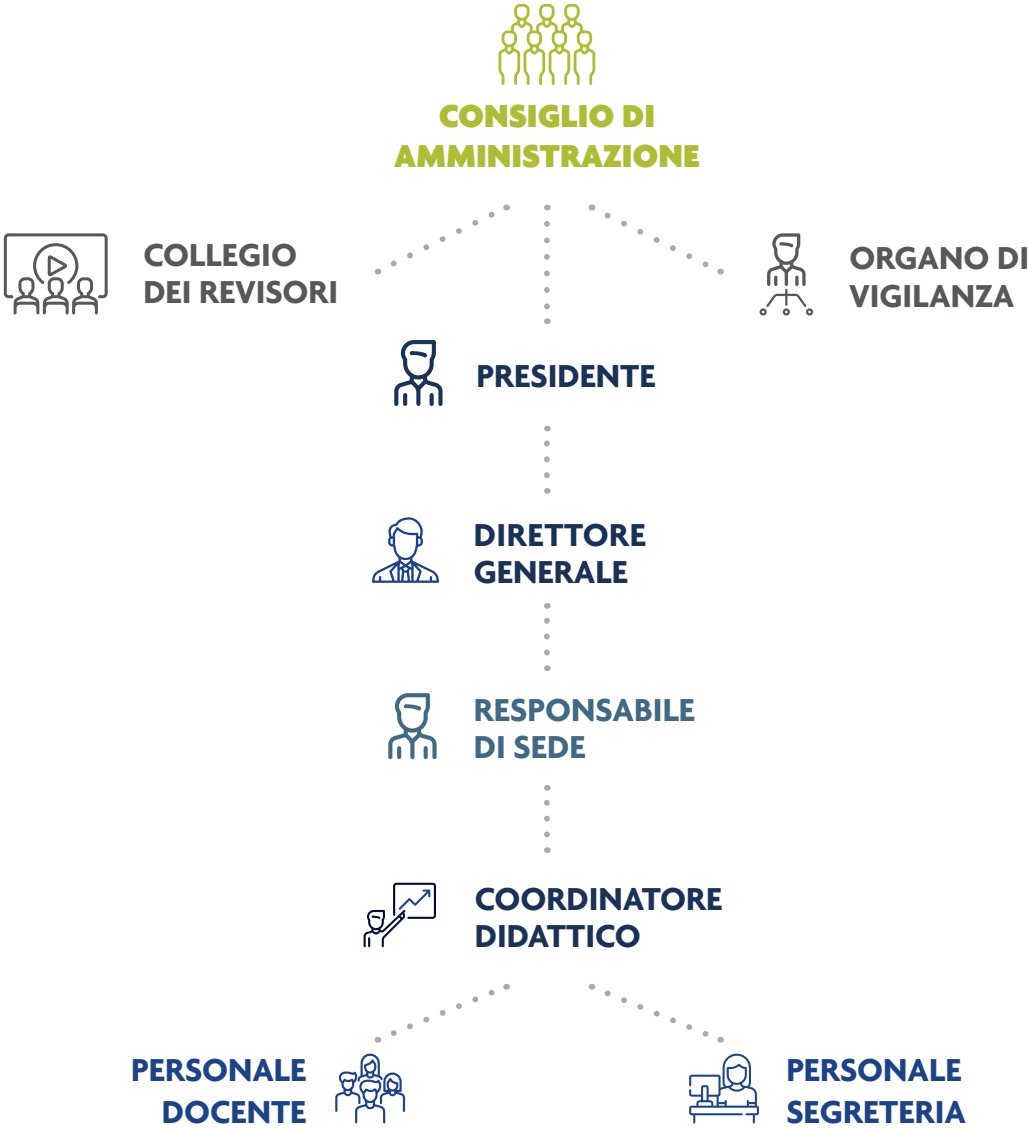 CONSIGLIO DI
AMMINISTRAZIONE
COLLEGIO
DEI REVISORI
ORGANO DI
VIGILANZA
PRESIDENTE
DIRETTORE
GENERALE
RESPONSABILE
DI SEDE
COORDINATORE
DIDATTICO
PERSONALE
DOCENTE
PERSONALE
SEGRETERIA